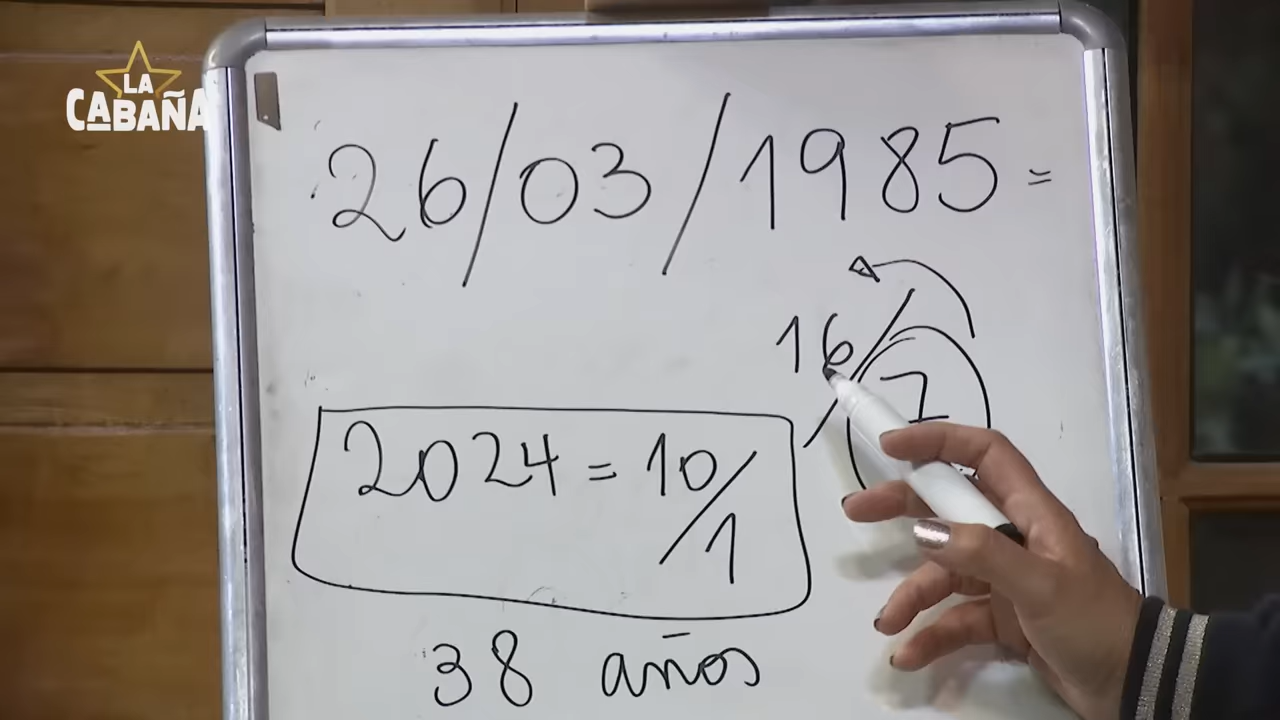 LA
CABAÑA
26/03/1985 =
16/7
2024 = 10/1
38 años